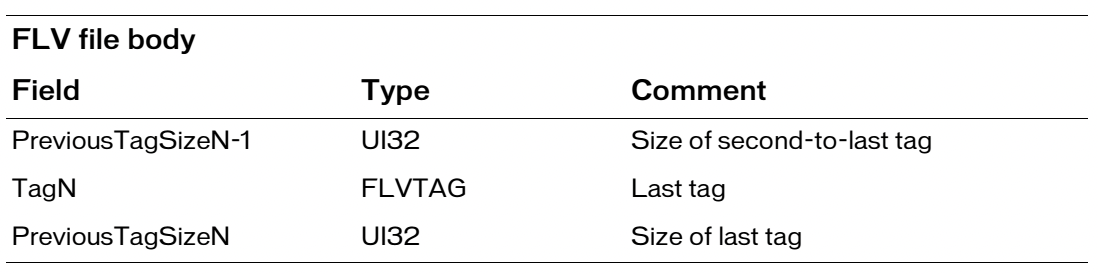 FLV file body
Field Type Comment
PreviousTagSizeN-1 UI32 Size of second-to-last tag
TagN FLVTAG Last tag
PreviousTagSizeN UI32 Size of last tag